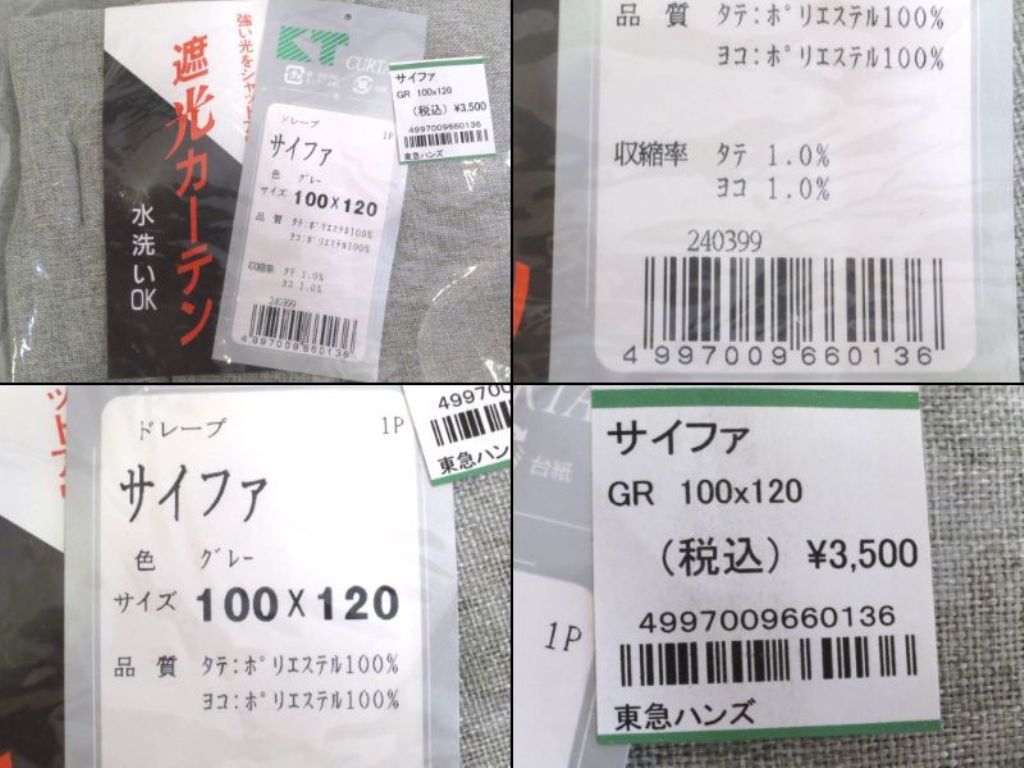 強い光をシャット
遮光カーテン
水洗いOK
KT
CURT
ドレープ 1P
サイファ
色 グレー
サイズ 100×120
品質 タテ:ポリエステル100%
ヨコ:ポリエステル100%
収縮率 タテ 1.0%
ヨコ 1.0%
240399
4997009660136
サイファ
GR 100x120
(税込) ¥3,500
4997009660136
東急ハンズ
品質 タテ:ポリエステル100%
ヨコ:ポリエステル100%
収縮率 タテ 1.0%
ヨコ 1.0%
240399
4997009660136
ット
ドレープ 1P
サイファ
色 グレー
サイズ 100×120
品質 タテ:ポリエステル100%
ヨコ:ポリエステル100%
49970
東急ハン
台紙
1P
サイファ
GR 100x120
(税込) ¥3,500
4997009660136
東急ハンズ